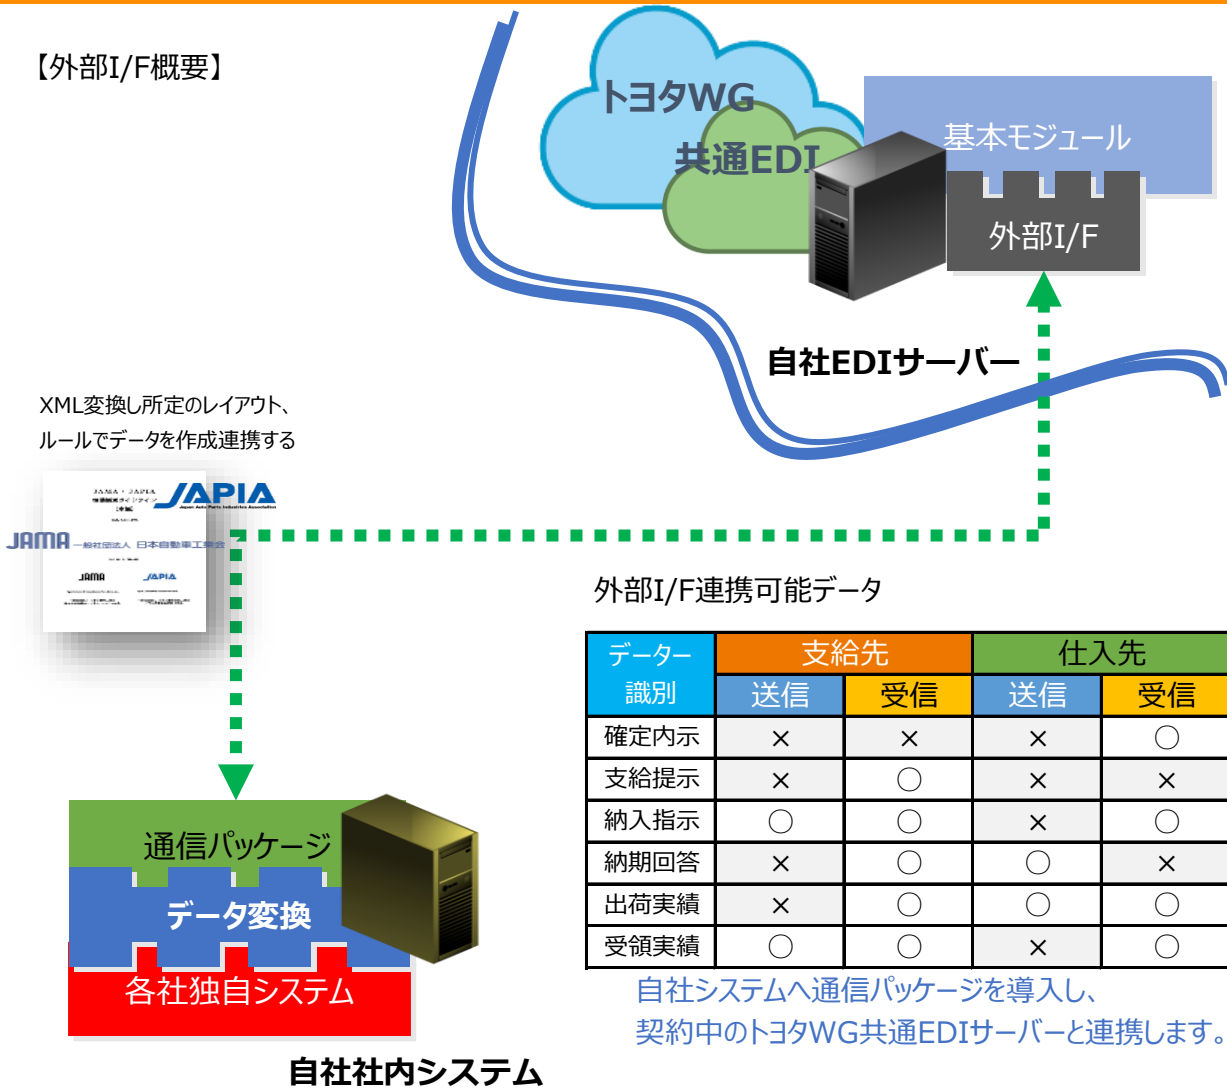 【外部I/F概要】
トヨタWG
共通EDI
基本モジュール
外部I/F
自社EDIサーバー
XML変換し所定のレイアウト、
ルールでデータを作成連携する
JAMA・JAPIA
JAPIA
Japan Auto Parts Industries Association
JAMA 一般社団法人 日本自動車工業会
JAMA JAPIA
外部I/F連携可能データ
データー識別 支給先 仕入先
送信 受信 送信 受信
確定内示 × × × ○
支給提示 × ○ × ×
納入指示 ○ ○ × ○
納期回答 × ○ ○ ×
出荷実績 × ○ ○ ○
受領実績 ○ ○ × ○
通信パッケージ
データ変換
各社独自システム
自社社内システム
自社システムへ通信パッケージを導入し、
契約中のトヨタWG共通EDIサーバーと連携します。